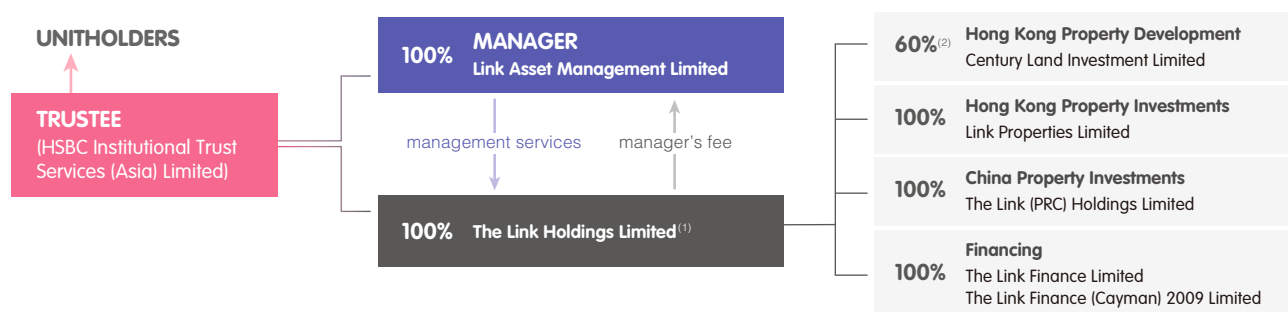 UNITHOLDERS
TRUSTEE
(HSBC Institutional Trust
Services (Asia) Limited)
100%
MANAGER
Link Asset Management Limited
management services
manager's fee
100%
The Link Holdings Limited(1)
60%(2)
Hong Kong Property Development
Century Land Investment Limited
100%
Hong Kong Property Investments
Link Properties Limited
100%
China Property Investments
The Link (PRC) Holdings Limited
100%
Financing
The Link Finance Limited
The Link Finance (Cayman) 2009 Limited